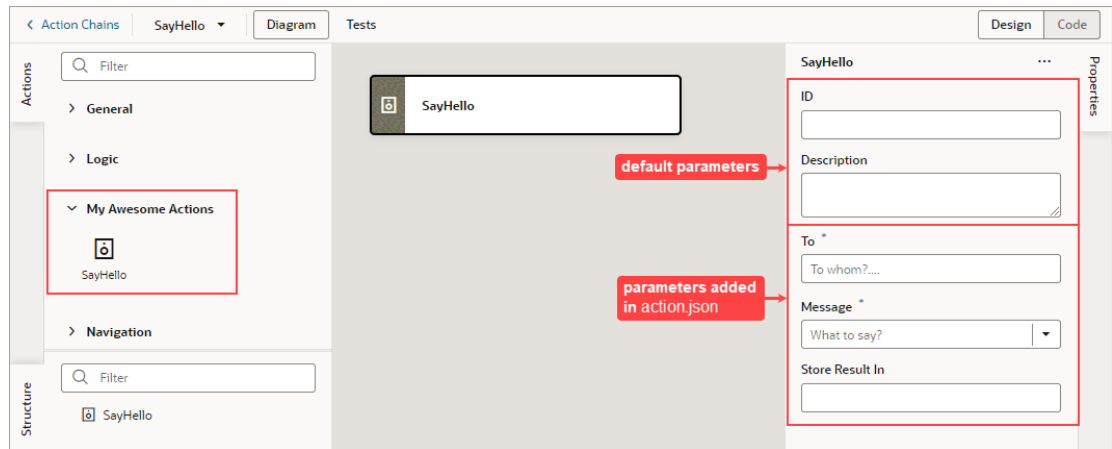 Action Chains
SayHello
Diagram
Tests
Design
Code
Actions
Filter
General
Logic
My Awesome Actions
SayHello
Navigation
Structure
Filter
SayHello
SayHello
default parameters
parameters added
in action.json
SayHello
...
Properties
ID
Description
To *
To whom?....
Message *
What to say?
Store Result In